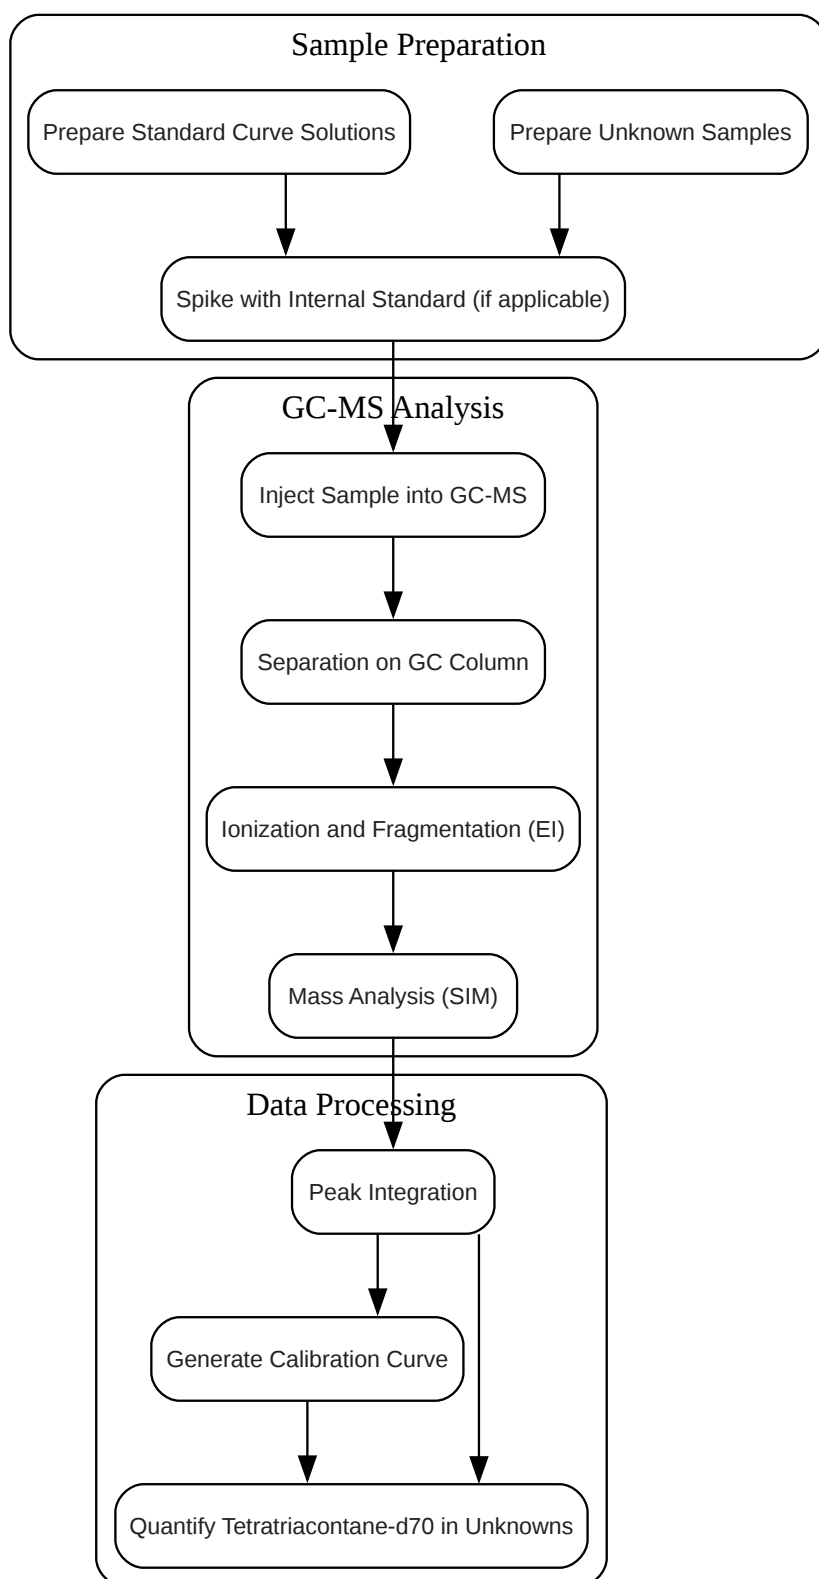 Sample Preparation
Prepare Standard Curve Solutions
Prepare Unknown Samples
Spike with Internal Standard (if applicable)
GC-MS Analysis
Inject Sample into GC-MS
Separation on GC Column
Ionization and Fragmentation (EI)
Mass Analysis (SIM)
Data Processing
Peak Integration
Generate Calibration Curve
Quantify Tetratriacontane-d70 in Unknowns